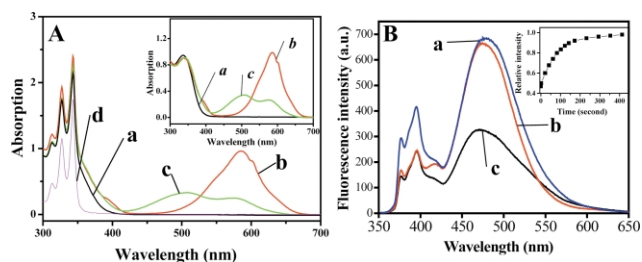 A
Absorption
2
1
0
300
400
500
600
700
Wavelength (nm)
d
a
c
b
Absorption
1.2
0.8
0.4
0.0
300 400 500 600 700
Wavelength (nm)
a
c
b
B
Fluorescence intensity (a.u.)
700
600
500
400
300
200
100
0
350 400 450 500 550 600 650
Wavelength (nm)
a
b
c
Relative intensity
1.0
0.8
0.6
0.4
0 100 200 300 400
Time (second)